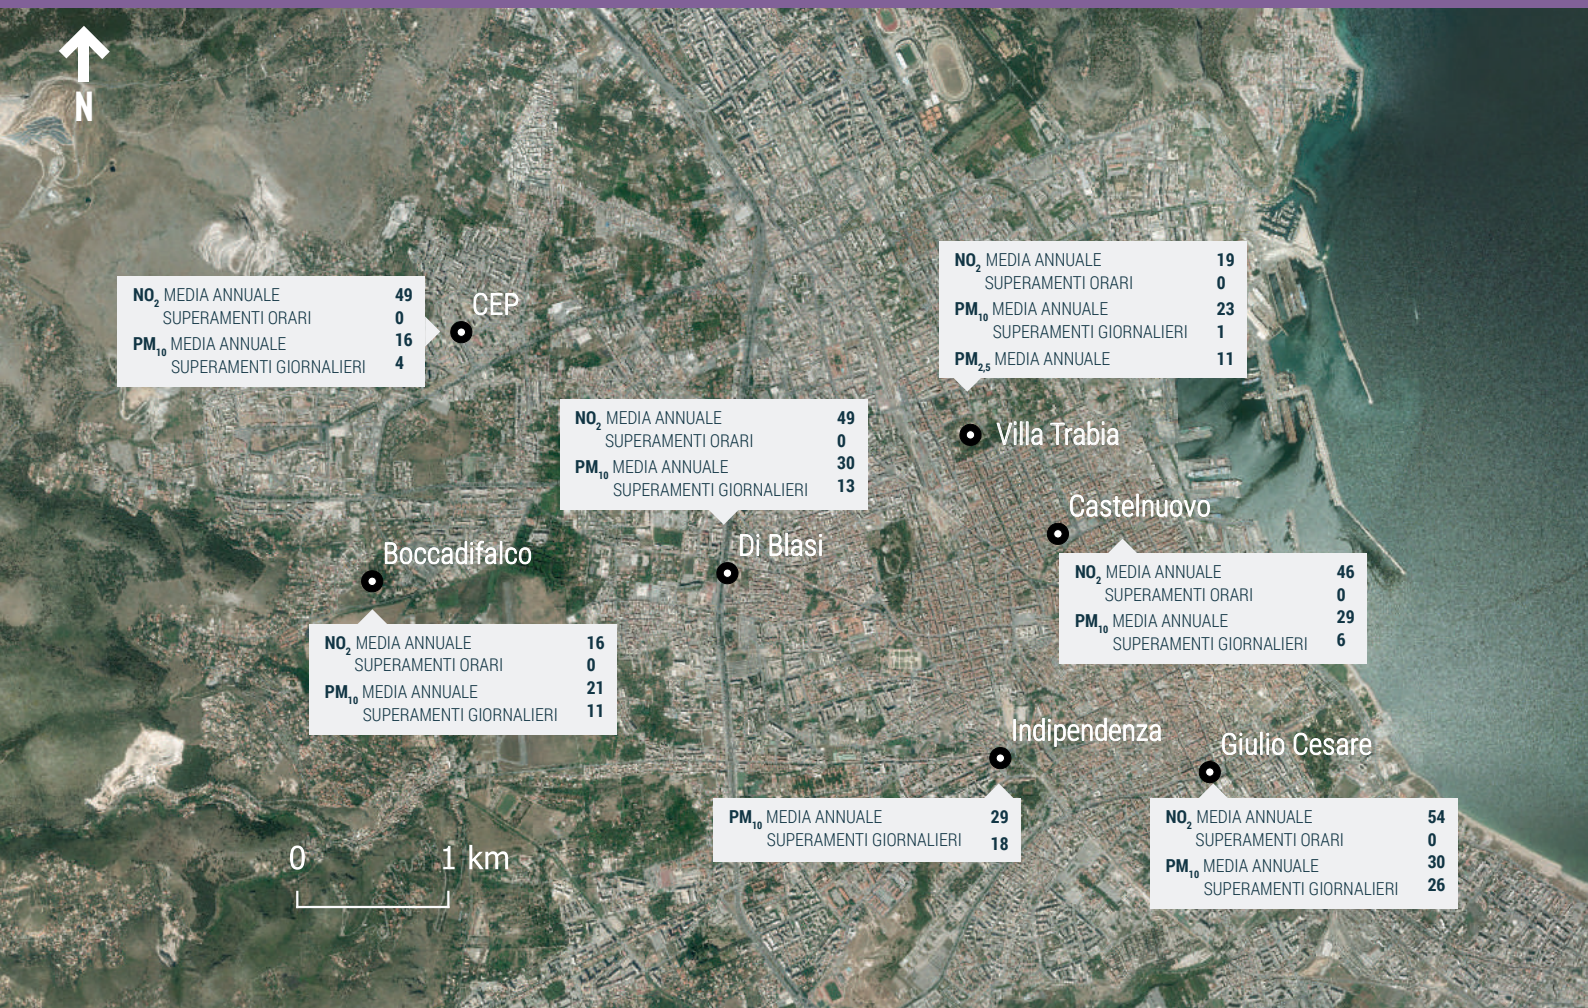 N
NO2 MEDIA ANNUALE 49
SUPERAMENTI ORARI 0
PM10 MEDIA ANNUALE 16
SUPERAMENTI GIORNALIERI 4
CEP
NO2 MEDIA ANNUALE 19
SUPERAMENTI ORARI 0
PM10 MEDIA ANNUALE 23
SUPERAMENTI GIORNALIERI 1
PM2,5 MEDIA ANNUALE 11
Villa Trabia
NO2 MEDIA ANNUALE 49
SUPERAMENTI ORARI 0
PM10 MEDIA ANNUALE 30
SUPERAMENTI GIORNALIERI 13
Di Blasi
Castelnuovo
NO2 MEDIA ANNUALE 46
SUPERAMENTI ORARI 0
PM10 MEDIA ANNUALE 29
SUPERAMENTI GIORNALIERI 6
Boccadifalco
NO2 MEDIA ANNUALE 16
SUPERAMENTI ORARI 0
PM10 MEDIA ANNUALE 21
SUPERAMENTI GIORNALIERI 11
Indipendenza
PM10 MEDIA ANNUALE 29
SUPERAMENTI GIORNALIERI 18
Giulio Cesare
NO2 MEDIA ANNUALE 54
SUPERAMENTI ORARI 0
PM10 MEDIA ANNUALE 30
SUPERAMENTI GIORNALIERI 26
0 1 km